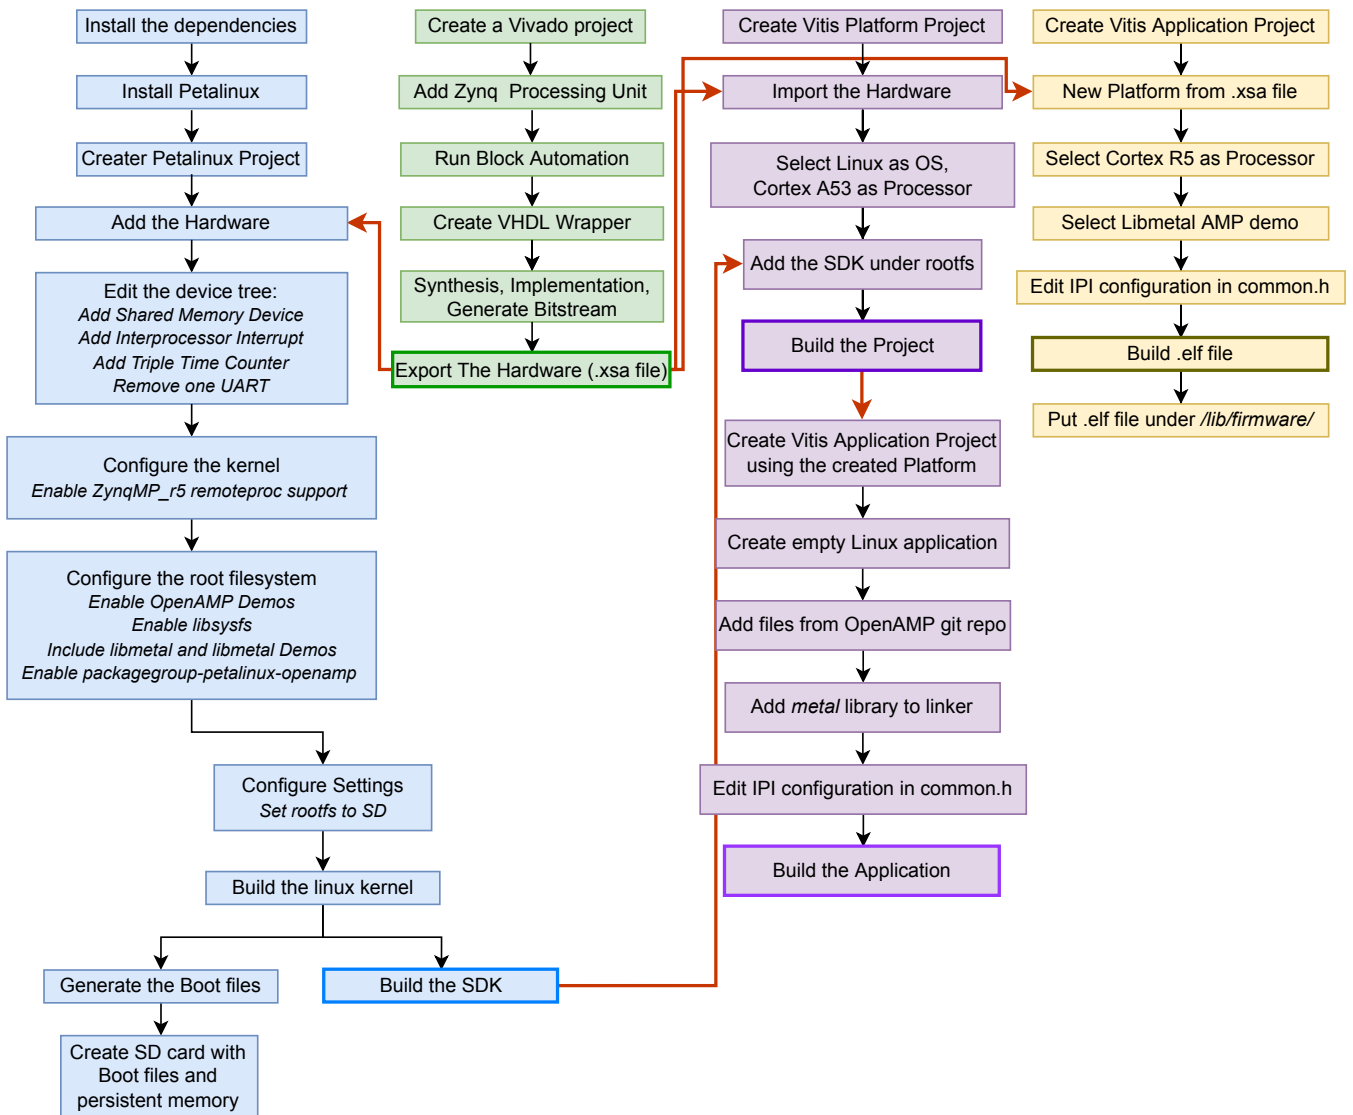 Install the dependencies
Install Petalinux
Creater Petalinux Project
Add the Hardware
Edit the device tree:
Add Shared Memory Device
Add Interprocessor Interrupt
Add Triple Time Counter
Remove one UART
Configure the kernel
Enable ZynqMP_r5 remoteproc support
Configure the root filesystem
Enable OpenAMP Demos
Enable libsysfs
Include libmetal and libmetal Demos
Enable packagegroup-petalinux-openamp
Configure Settings
Set rootfs to SD
Build the linux kernel
Generate the Boot files
Build the SDK
Create SD card with
Boot files and
persistent memory
Create a Vivado project
Add Zynq  Processing Unit
Run Block Automation
Create VHDL Wrapper
Synthesis, Implementation,
Generate Bitstream
Export The Hardware (.xsa file)
Create Vitis Platform Project
Import the Hardware
Select Linux as OS,
Cortex A53 as Processor
Add the SDK under rootfs
Build the Project
Create Vitis Application Project
using the created Platform
Create empty Linux application
Add files from OpenAMP git repo
Add metal library to linker
Edit IPI configuration in common.h
Build the Application
Create Vitis Application Project
New Platform from .xsa file
Select Cortex R5 as Processor
Select Libmetal AMP demo
Edit IPI configuration in common.h
Build .elf file
Put .elf file under /lib/firmware/